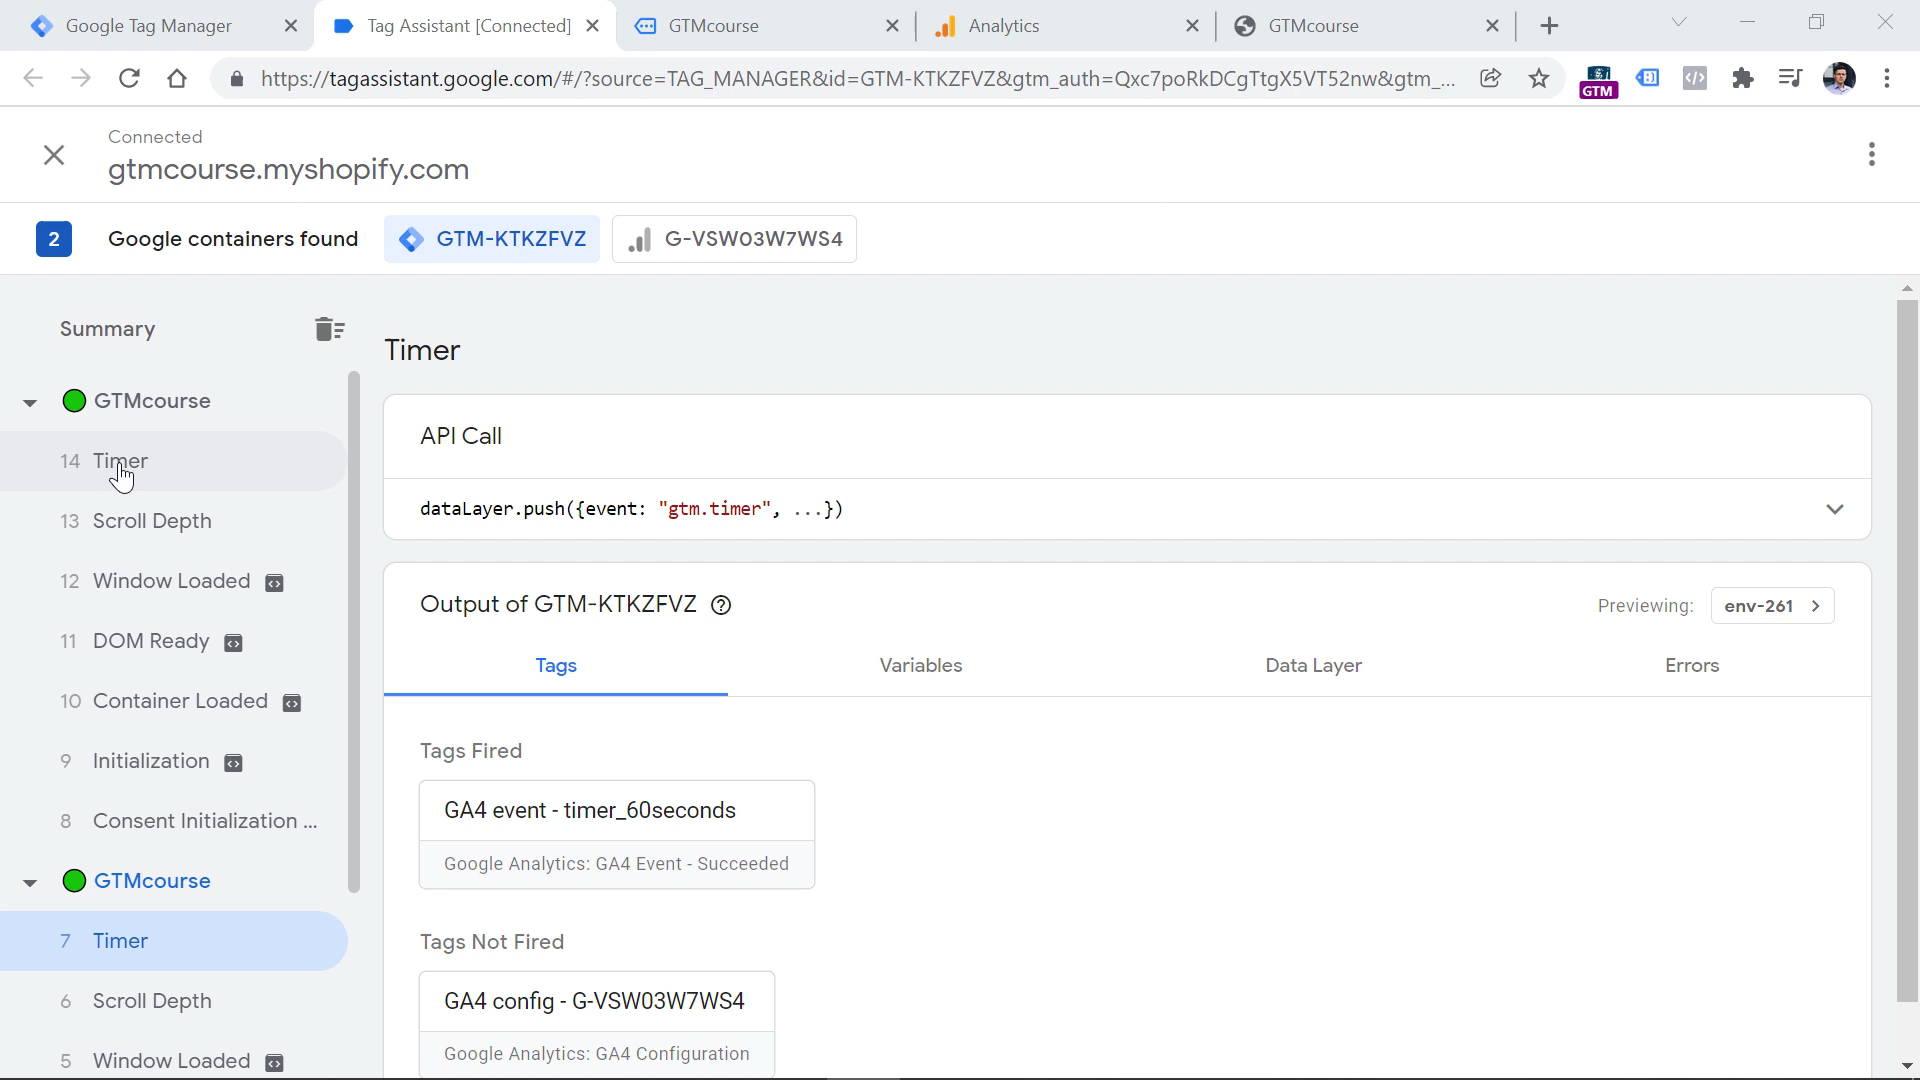 Google Tag Manager
Tag Assistant [Connected]
GTMcourse
Analytics
GTMcourse
https://tagassistant.google.com/#/?source=TAG_MANAGER&id=GTM-KTKZFVZ&gtm_auth=Qxc7poRkDCgTtgX5VT52nw&gtm_...
GTM
Connected
gtmcourse.myshopify.com
2 Google containers found GTM-KTKZFVZ G-VSW03W7WS4
Summary
GTMcourse
14 Timer
13 Scroll Depth
12 Window Loaded
11 DOM Ready
10 Container Loaded
9 Initialization
8 Consent Initialization ...
GTMcourse
7 Timer
6 Scroll Depth
5 Window Loaded
Timer
API Call
dataLayer.push({event: "gtm.timer", ...})
Output of GTM-KTKZFVZ
Previewing: env-261
Tags Variables Data Layer Errors
Tags Fired
GA4 event - timer_60seconds
Google Analytics: GA4 Event - Succeeded
Tags Not Fired
GA4 config - G-VSW03W7WS4
Google Analytics: GA4 Configuration